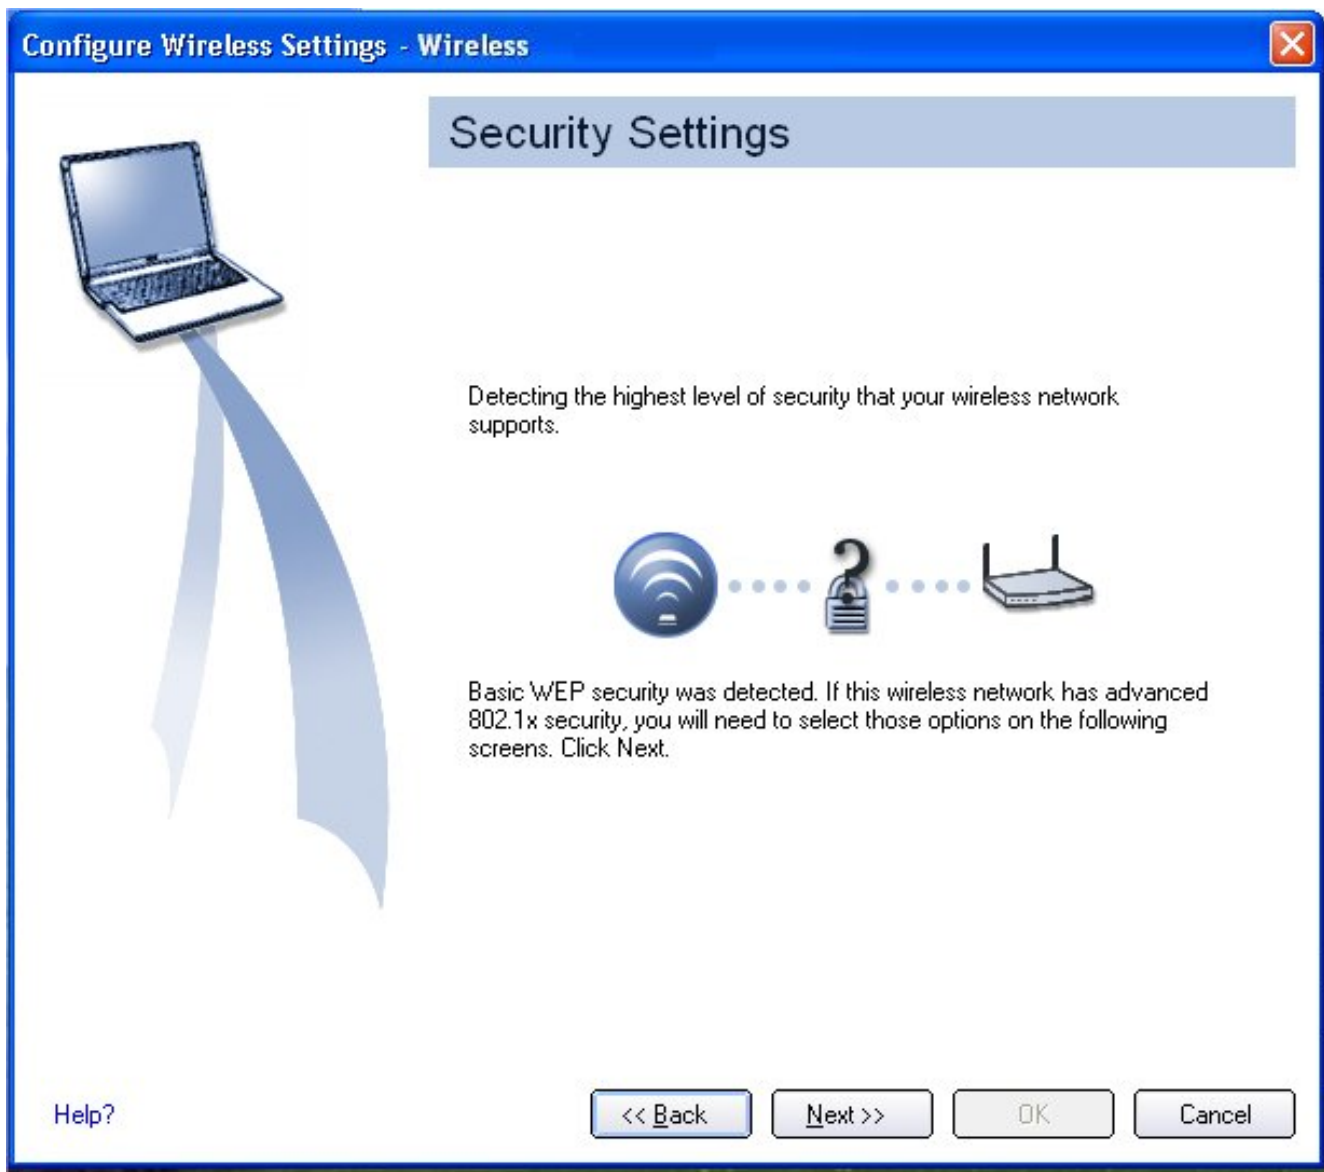 Configure Wireless Settings - Wireless
Security Settings
Detecting the highest level of security that your wireless network
supports.
Basic WEP security was detected. If this wireless network has advanced
802.1x security, you will need to select those options on the following
screens. Click Next.
Help?
<< Back
Next >>
OK
Cancel